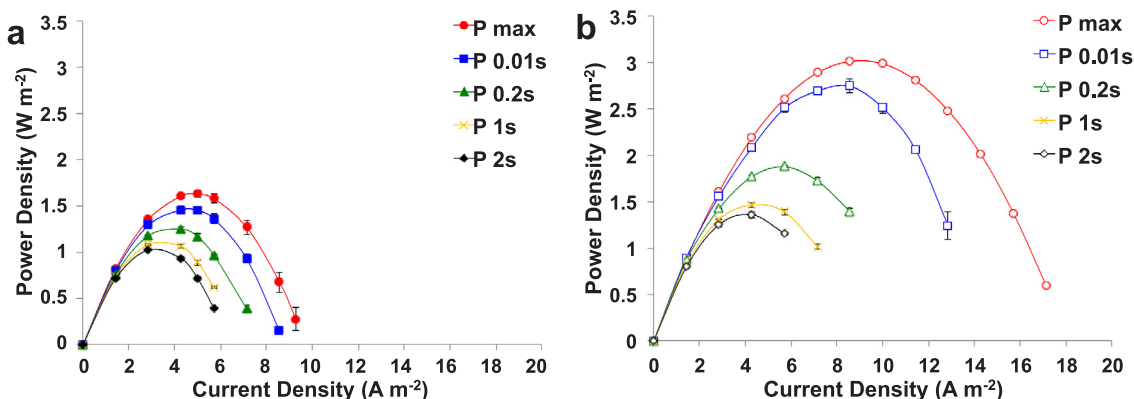 a
3.5
3
2.5
2
1.5
1
0.5
0
Power Density (W m-2)
0 2 4 6 8 10 12 14 16 18 20
Current Density (A m-2)
P max
P 0.01s
P 0.2s
P 1s
P 2s
b
3.5
3
2.5
2
1.5
1
0.5
0
Power Density (W m-2)
0 2 4 6 8 10 12 14 16 18 20
Current Density (A m-2)
P max
P 0.01s
P 0.2s
P 1s
P 2s